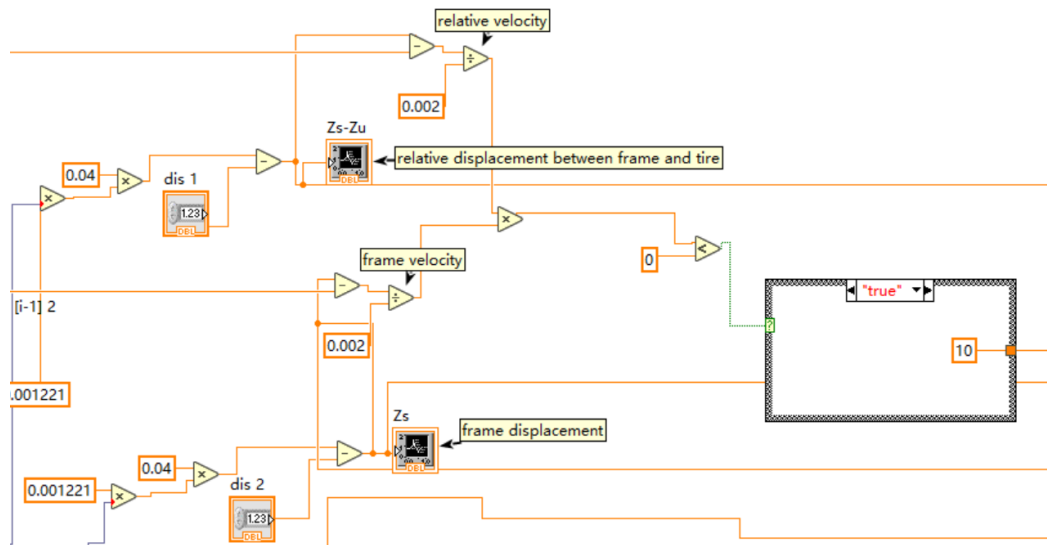 relative velocity
0.002
Zs-Zu
relative displacement between frame and tire
DBL
0.04
dis 1
1.23
DBL
frame velocity
0
"true"
[i-1] 2
0.002
10
.001221
Zs
frame displacement
DBL
0.04
dis 2
0.001221
1.23
DBL